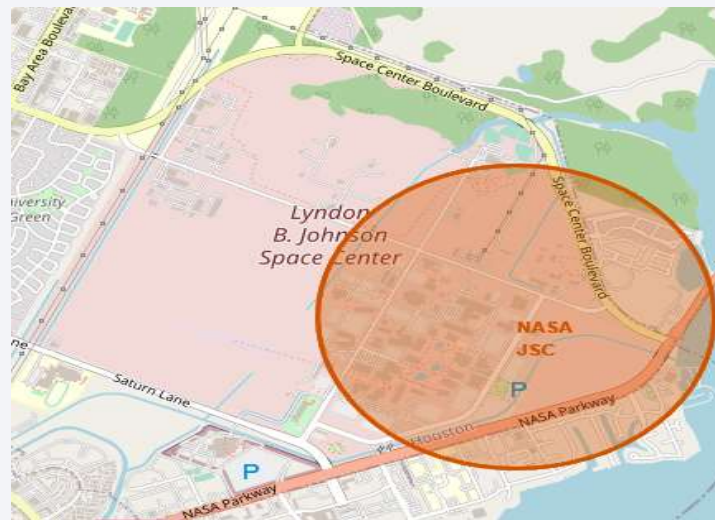 Bay Area Boulevard
Space Center Boulevard
University
Green
Lyndon
B. Johnson
Space Center
Space Center Boulevard
NASA
JSC
Saturn Lane
P
Houston
NASA Parkway
P
NASA Parkway